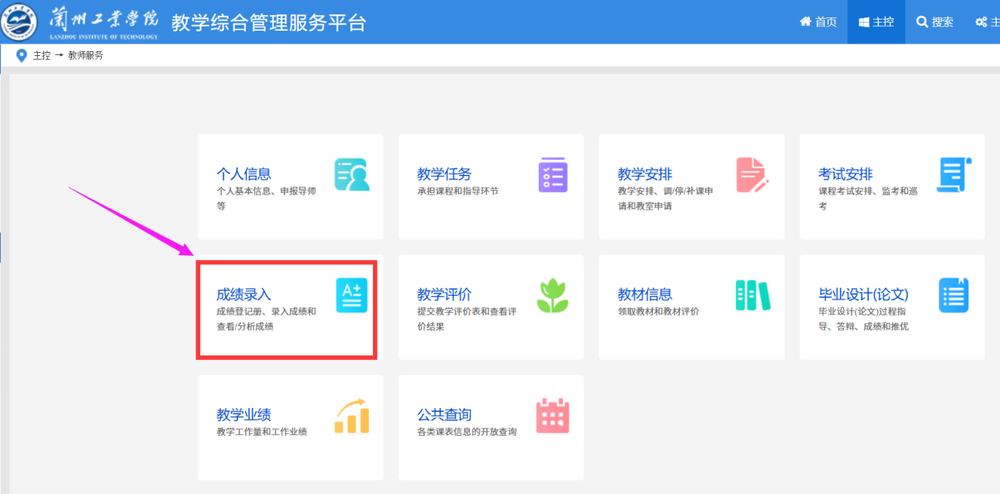 兰州工业学院
LANZHOU INSTITUTE OF TECHNOLOGY
教学综合管理服务平台
首页
主控
搜索
主
主控 → 教师服务
个人信息
个人基本信息、申报导师
等
教学任务
承担课程和指导环节
教学安排
教学安排、调/停/补课申
请和教室申请
考试安排
课程考试安排、监考和巡
考
成绩录入
成绩登记册、录入成绩和
查看/分析成绩
A±
教学评价
提交教学评价表和查看评
价结果
教材信息
领取教材和教材评价
毕业设计(论文)
毕业设计(论文)过程指
导、答辩、成绩和推优
教学业绩
教学工作量和工作业绩
公共查询
各类课表信息的开放查询